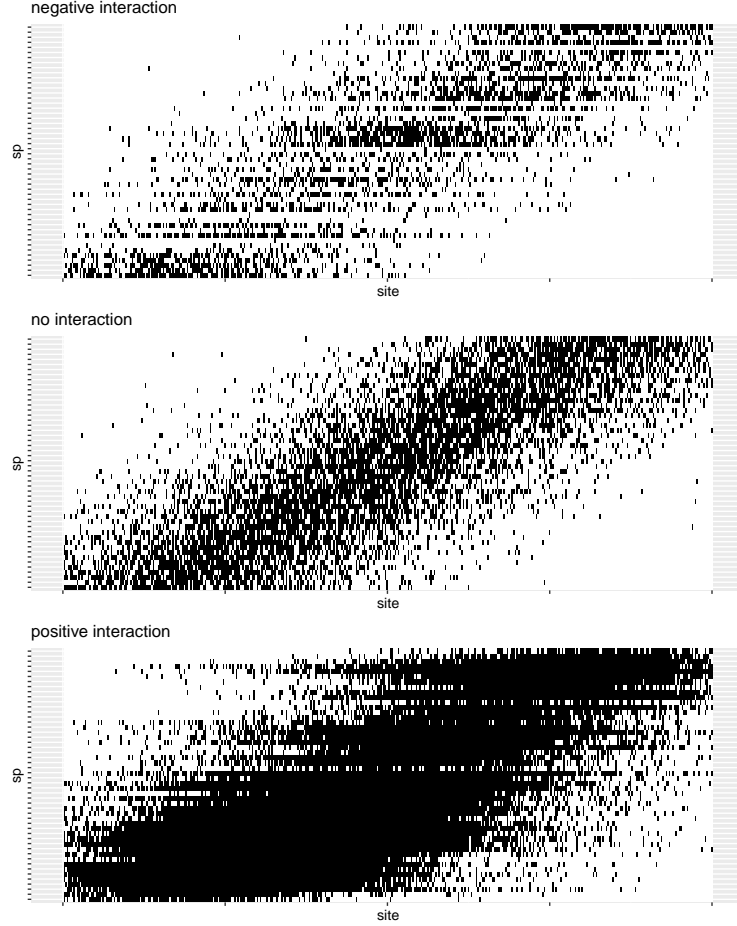 negative interaction
sp
site
no interaction
sp
site
positive interaction
sp
site